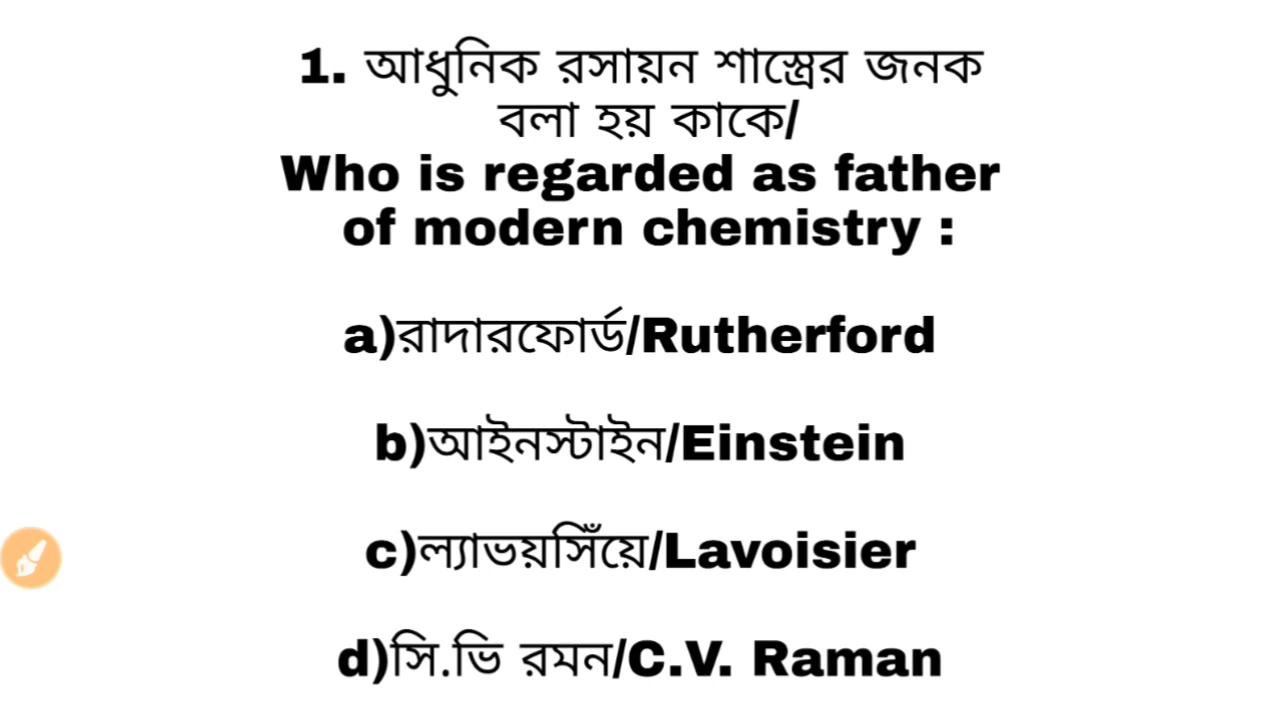 1. আধুনিক রসায়ন শাস্ত্রের জনক
বলা হয় কাকে/
Who is regarded as father
of modern chemistry :
a)রাদারফোর্ড/Rutherford
b)আইনস্টাইন/Einstein
c)ল্যাভয়সিঁয়ে/Lavoisier
d)সি.ভি রমন/C.V. Raman